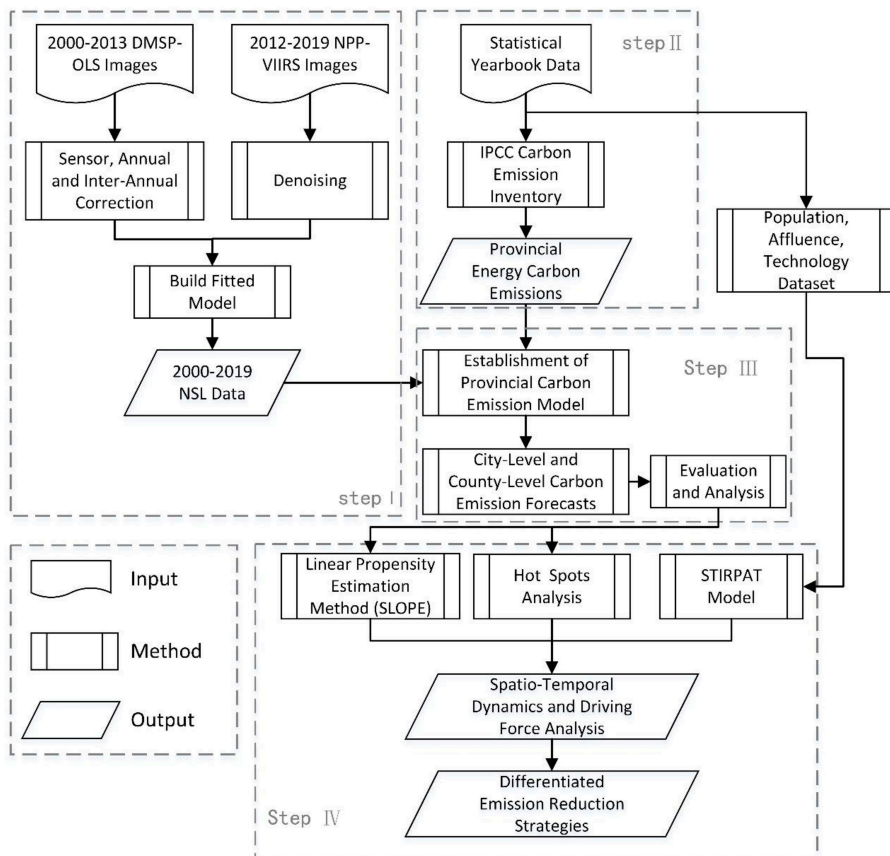 2000-2013 DMSP-
OLS Images
2012-2019 NPP-
VIIRS Images
Sensor, Annual
and Inter-Annual
Correction
Denoising
Build Fitted
Model
2000-2019
NSL Data
step Ⅰ
Statistical
Yearbook Data
step Ⅱ
IPCC Carbon
Emission
Inventory
Provincial
Energy Carbon
Emissions
Population,
Affluence,
Technology
Dataset
Establishment of
Provincial Carbon
Emission Model
Step Ⅲ
City-Level and
County-Level Carbon
Emission Forecasts
Evaluation
and Analysis
Input
Method
Output
Linear Propensity
Estimation
Method (SLOPE)
Hot Spots
Analysis
STIRPAT
Model
Spatio-Temporal
Dynamics and Driving
Force Analysis
Differentiated
Emission Reduction
Strategies
Step Ⅳ